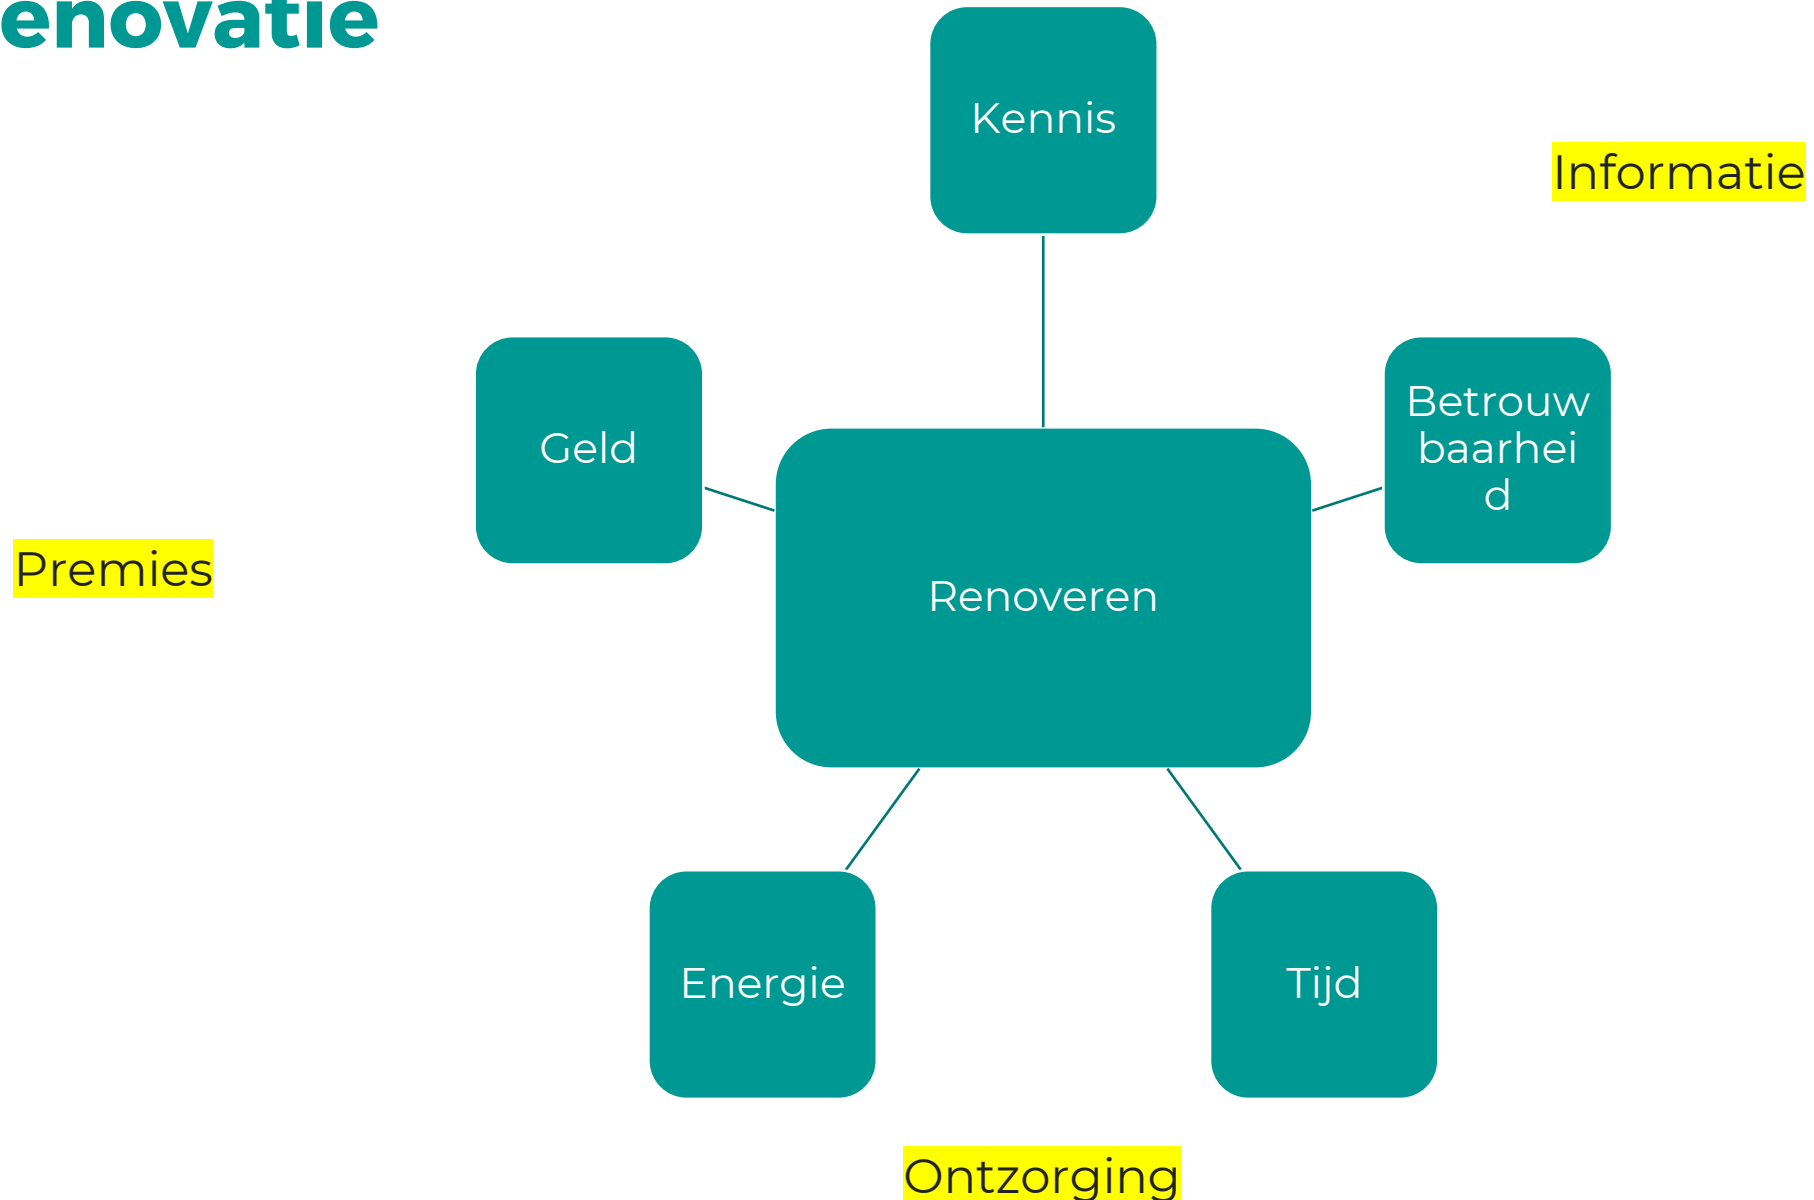 enovatie
Kennis
Informatie
Geld
Betrouw
baarhei
d
Premies
Renoveren
Energie
Tijd
Ontzorging